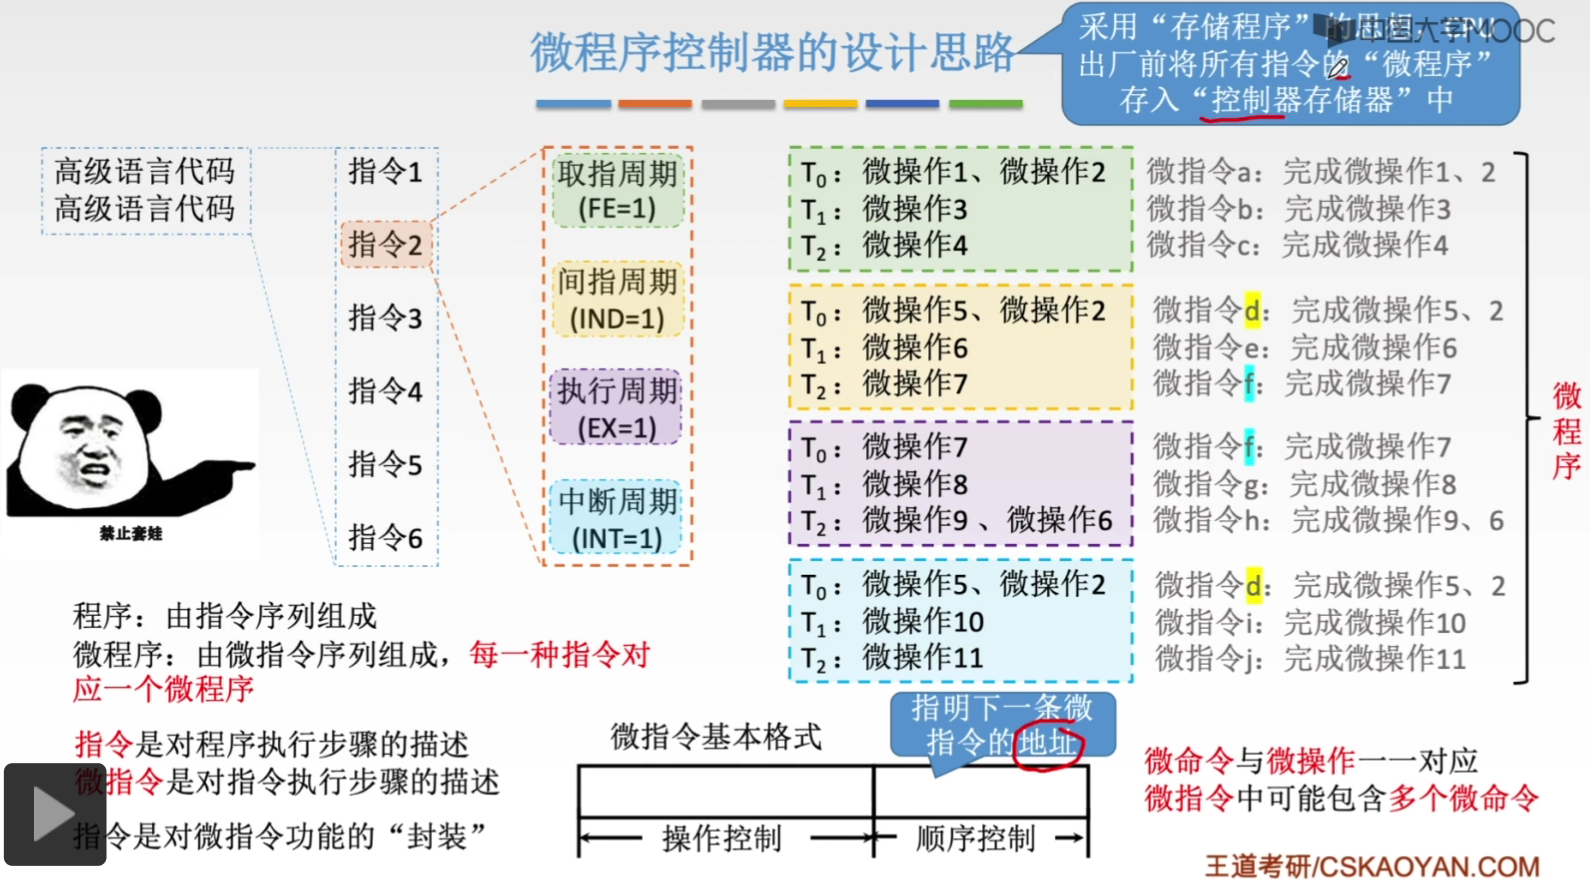 微程序控制器的设计思路
采用“存储程序”的思想，CPU
出厂前将所有指令的“微程序”
存入“控制器存储器”中
中国大学MOOC
高级语言代码
高级语言代码
指令1
指令2
指令3
指令4
指令5
指令6
取指周期
(FE=1)
间指周期
(IND=1)
执行周期
(EX=1)
中断周期
(INT=1)
T0：微操作1、微操作2
T1：微操作3
T2：微操作4
微指令a：完成微操作1、2
微指令b：完成微操作3
微指令c：完成微操作4
T0：微操作5、微操作2
T1：微操作6
T2：微操作7
微指令d：完成微操作5、2
微指令e：完成微操作6
微指令f：完成微操作7
T0：微操作7
T1：微操作8
T2：微操作9 、微操作6
微指令f：完成微操作7
微指令g：完成微操作8
微指令h：完成微操作9、6
T0：微操作5、微操作2
T1：微操作10
T2：微操作11
微指令d：完成微操作5、2
微指令i：完成微操作10
微指令j：完成微操作11
微程序
禁止套娃
程序：由指令序列组成
微程序：由微指令序列组成，每一种指令对
应一个微程序
指令是对程序执行步骤的描述
微指令是对指令执行步骤的描述
指令是对微指令功能的“封装”
微指令基本格式
指明下一条微
指令的地址
操作控制
顺序控制
微命令与微操作一一对应
微指令中可能包含多个微命令
王道考研/CSKAOYAN.COM